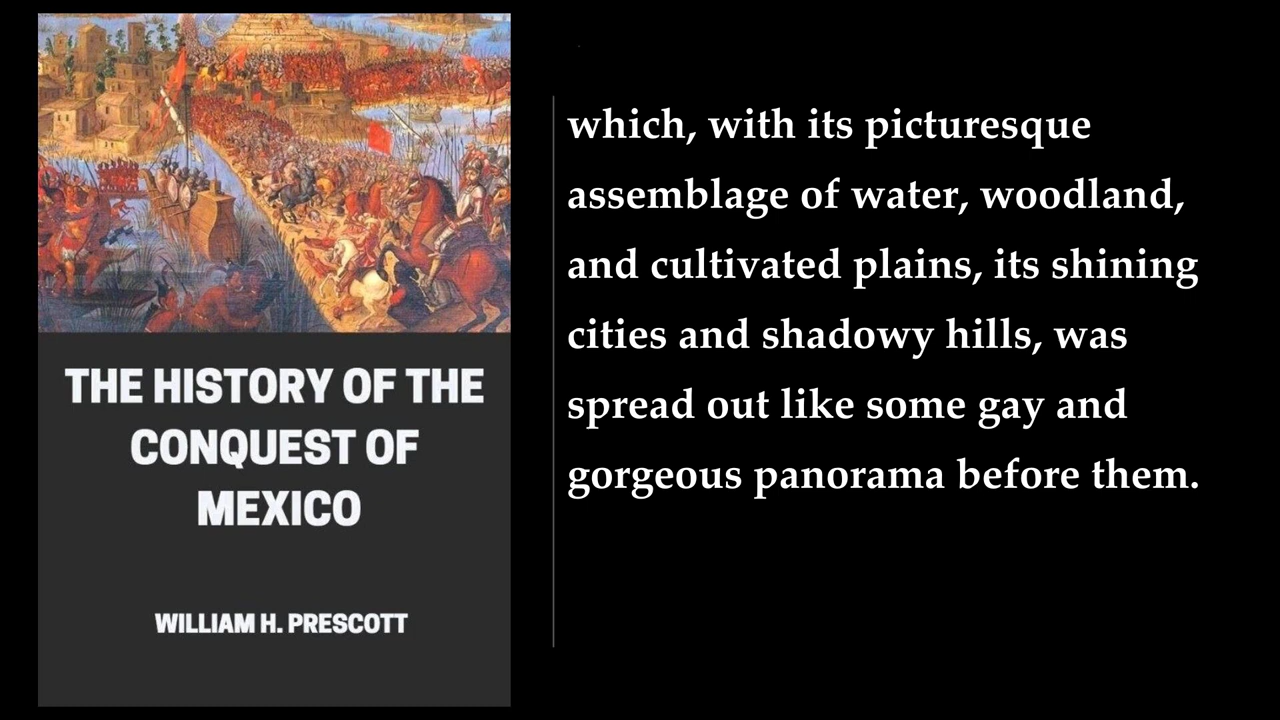 THE HISTORY OF THE
CONQUEST OF
MEXICO
WILLIAM H. PRESCOTT
which, with its picturesque
assemblage of water, woodland,
and cultivated plains, its shining
cities and shadowy hills, was
spread out like some gay and
gorgeous panorama before them.